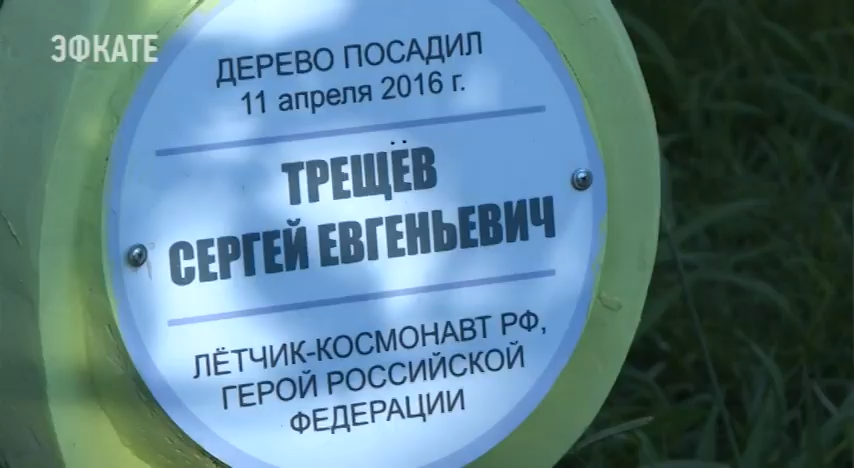 ЭФКАТЕ
ДЕРЕВО ПОСАДИЛ
11 апреля 2016 г.
ТРЕЩЁВ
СЕРГЕЙ ЕВГЕНЬЕВИЧ
ЛЁТЧИК-КОСМОНАВТ РФ,
ГЕРОЙ РОССИЙСКОЙ
ФЕДЕРАЦИИ